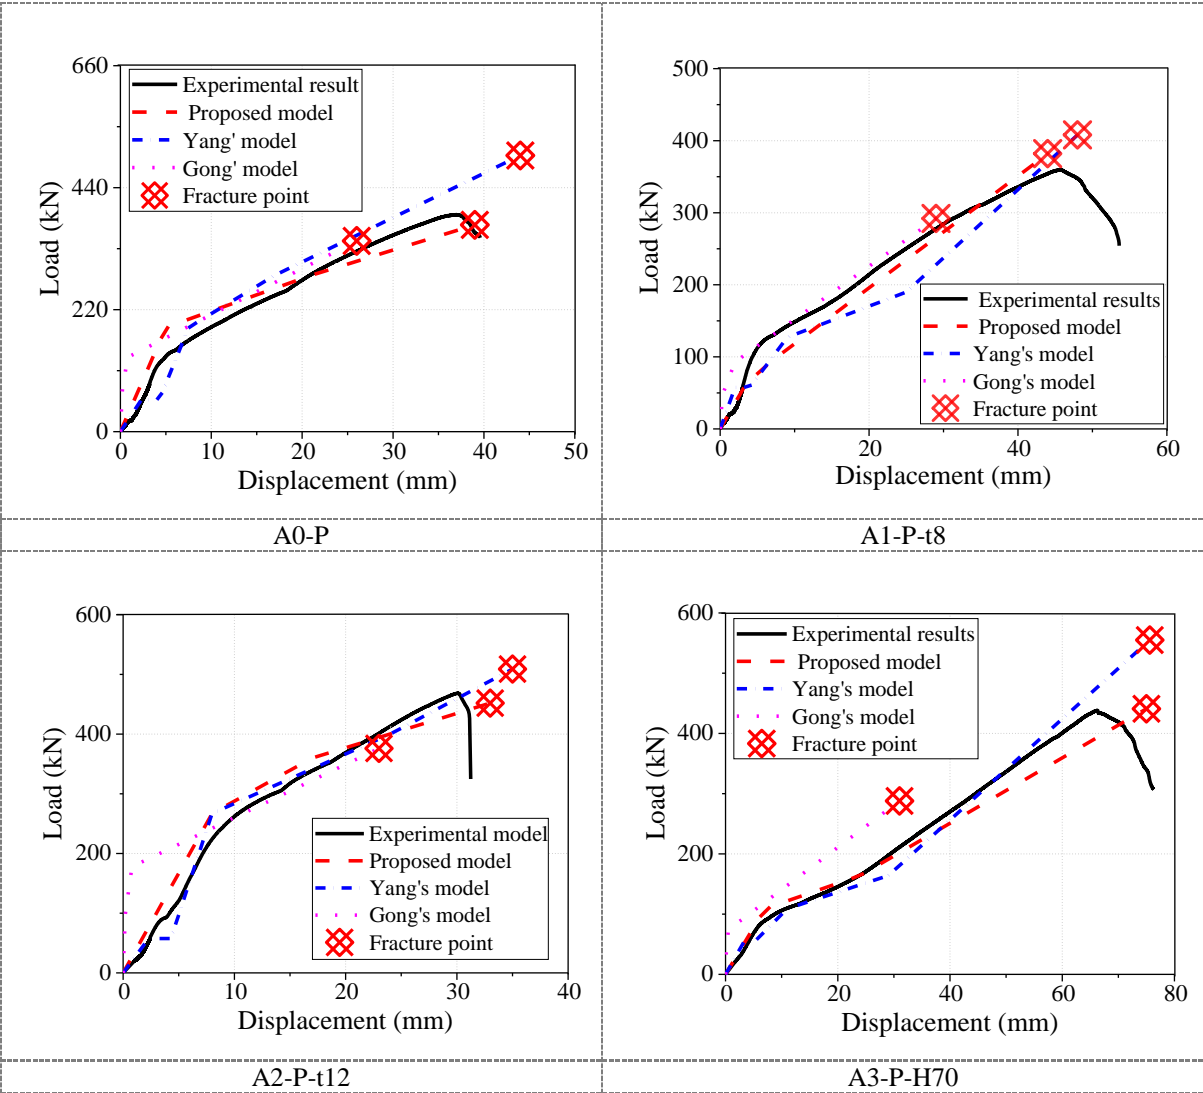 660
440
220
0
Load (kN)
Experimental result
Proposed model
Yang' model
Gong' model
Fracture point
0 10 20 30 40 50
Displacement (mm)
A0-P
500
400
300
200
100
0
Load (kN)
Experimental results
Proposed model
Yang's model
Gong's model
Fracture point
0 20 40 60
Displacement (mm)
A1-P-t8
600
400
200
0
Load (kN)
Experimental model
Proposed model
Yang's model
Gong's model
Fracture point
0 10 20 30 40
Displacement (mm)
A2-P-t12
600
400
200
0
Load (kN)
Experimental results
Proposed model
Yang's model
Gong's model
Fracture point
0 20 40 60 80
Displacement (mm)
A3-P-H70